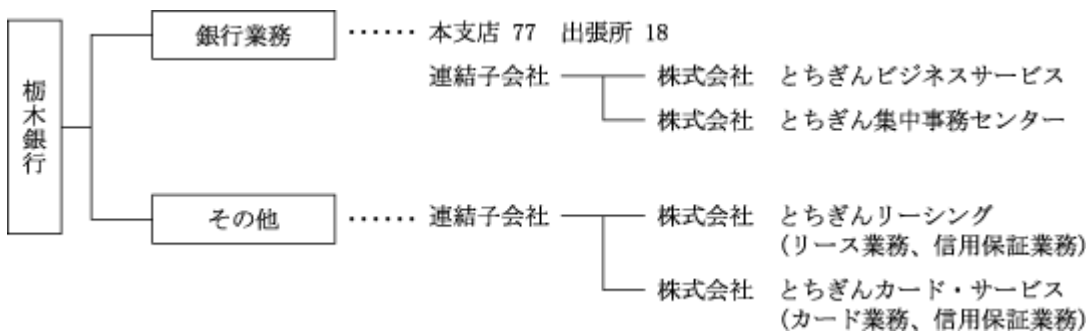 栃木銀行
銀行業務 ‥‥‥ 本支店 77 出張所 18
連結子会社 株式会社 とちぎんビジネスサービス
株式会社 とちぎん集中事務センター
その他 ‥‥‥ 連結子会社 株式会社 とちぎんリーシング
(リース業務、信用保証業務)
株式会社 とちぎんカード・サービス
(カード業務、信用保証業務)